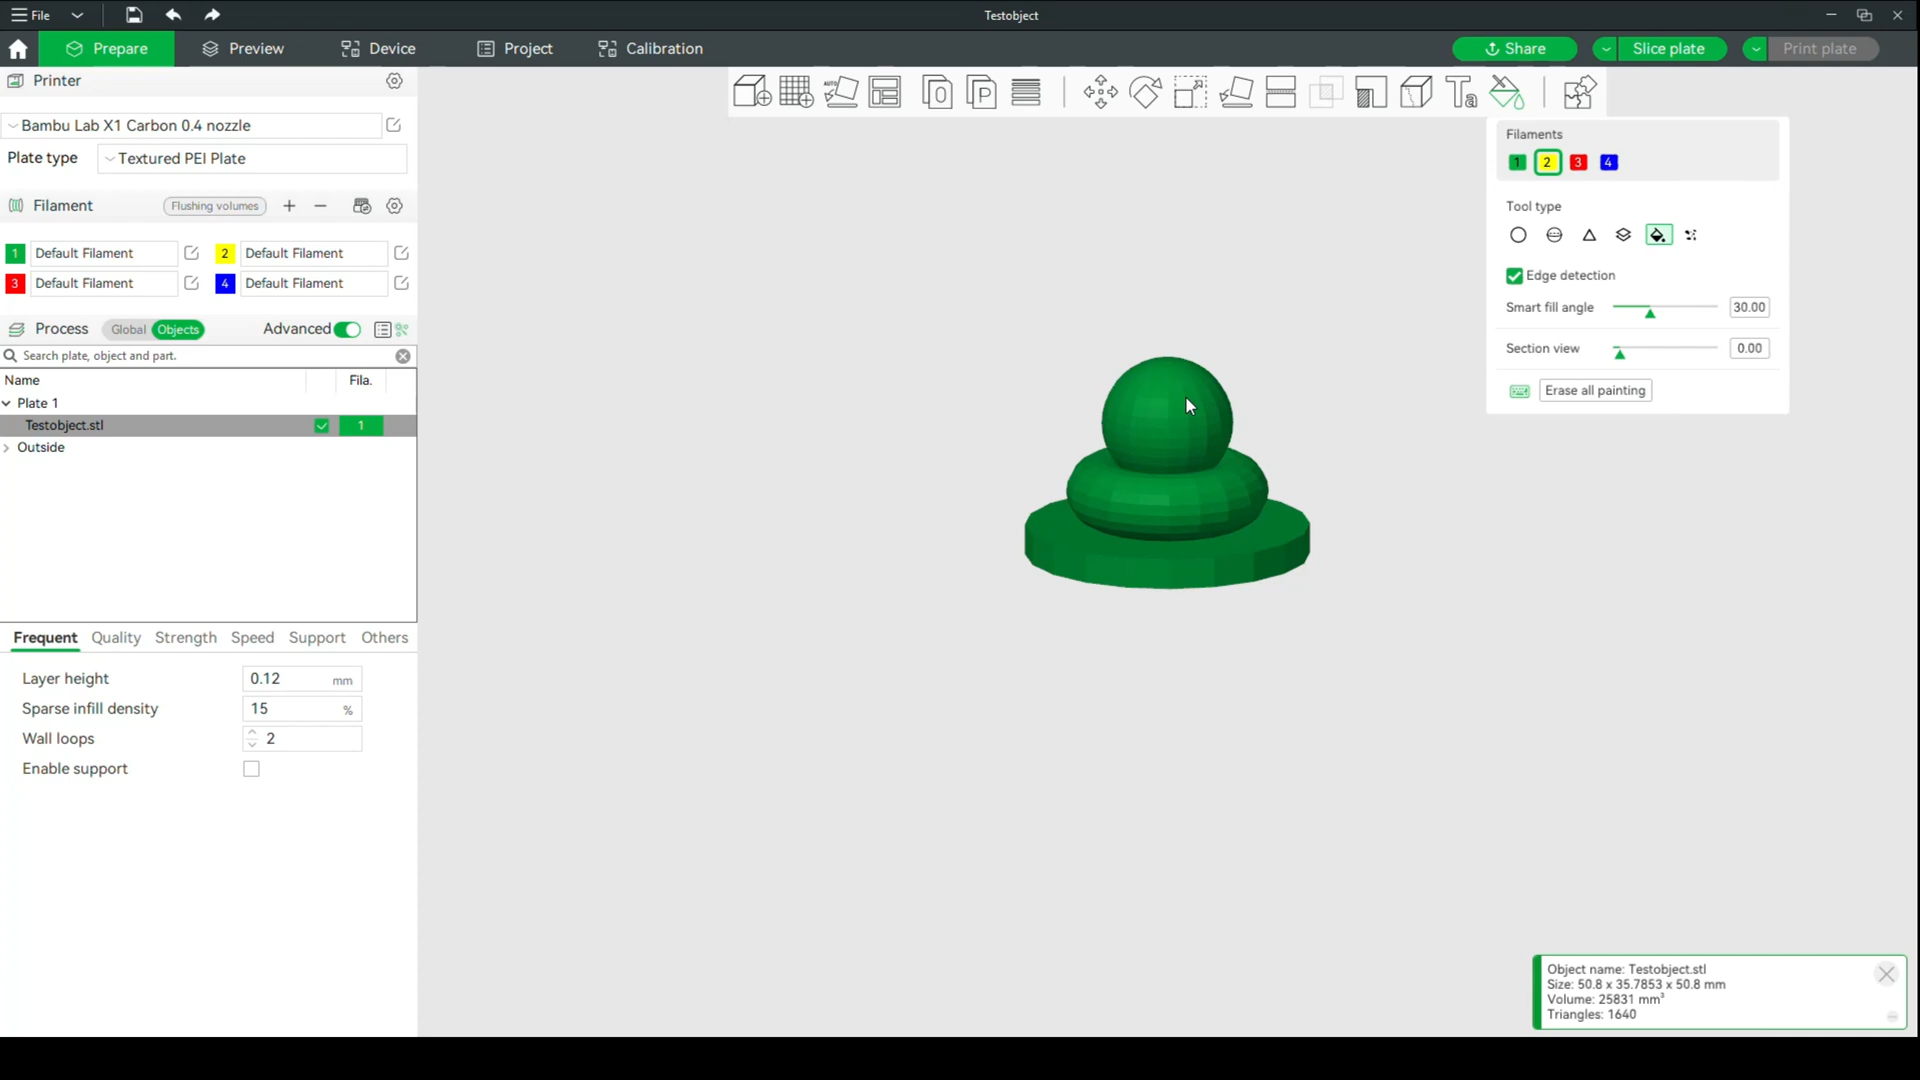 File
Testobject
Prepare
Preview
Device
Project
Calibration
Share
Slice plate
Print plate
Printer
Bambu Lab X1 Carbon 0.4 nozzle
Plate type
Textured PEI Plate
Filament
Flushing volumes
1 Default Filament
2 Default Filament
3 Default Filament
4 Default Filament
Process
Global Objects
Advanced
Search plate, object and part.
Name
Fila.
Plate 1
Testobject.stl
1
Outside
Frequent
Quality
Strength
Speed
Support
Others
Layer height
0.12 mm
Sparse infill density
15 %
Wall loops
2
Enable support
AUTO
0
P
Ta
Filaments
1 2 3 4
Tool type
Edge detection
Smart fill angle
30.00
Section view
0.00
Erase all painting
Object name: Testobject.stl
Size: 50.8 x 35.7853 x 50.8 mm
Volume: 25831 mm³
Triangles: 1640